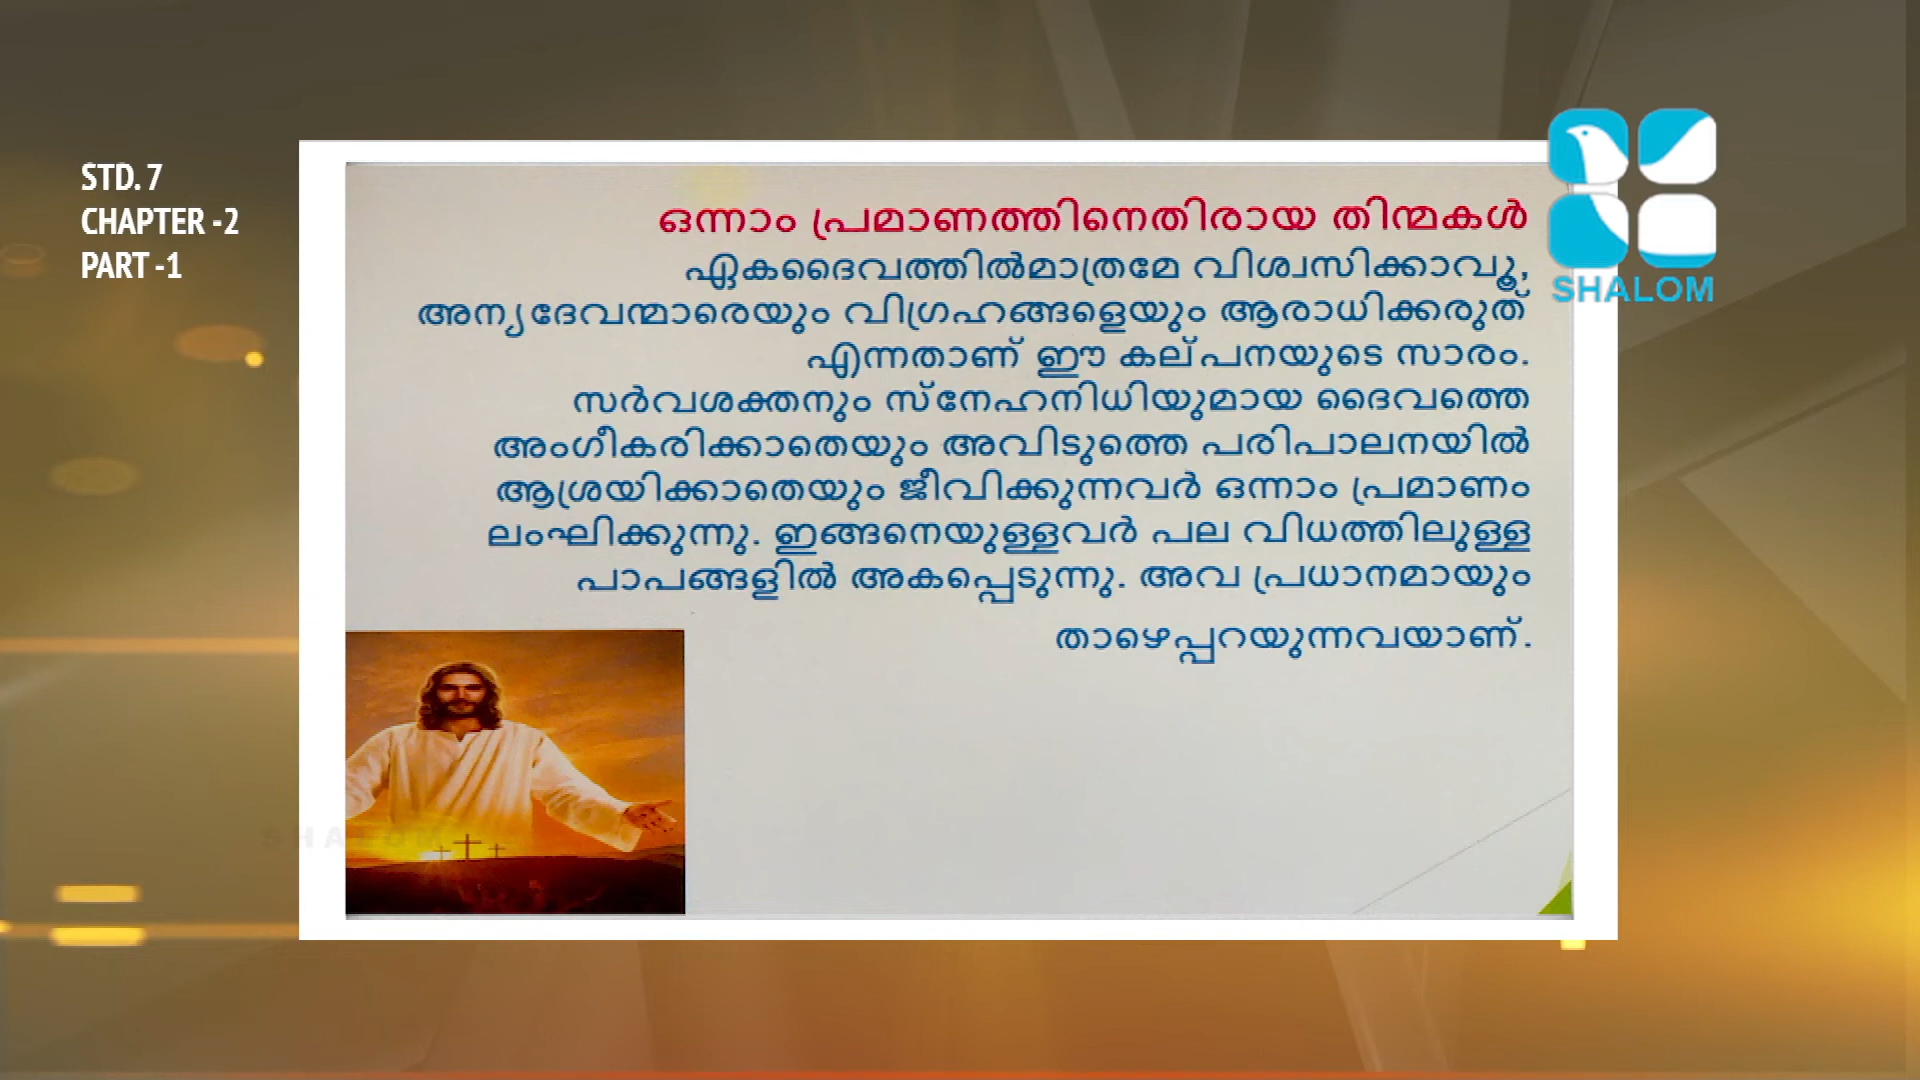 STD. 7
CHAPTER -2
PART -1
ഒന്നാം പ്രമാണത്തിനെതിരായ തിന്മകൾ
ഏകദൈവത്തിൽമാത്രമേ വിശ്വസിക്കാവൂ,
അന്യദേവന്മാരെയും വിഗ്രഹങ്ങളെയും ആരാധിക്കരുത്
എന്നതാണ് ഈ കല്പനയുടെ സാരം.
സർവശക്തനും സ്നേഹനിധിയുമായ ദൈവത്തെ
അംഗീകരിക്കാതെയും അവിടുത്തെ പരിപാലനയിൽ
ആശ്രയിക്കാതെയും ജീവിക്കുന്നവർ ഒന്നാം പ്രമാണം
ലംഘിക്കുന്നു. ഇങ്ങനെയുള്ളവർ പല വിധത്തിലുള്ള
പാപങ്ങളിൽ അകപ്പെടുന്നു. അവ പ്രധാനമായും
താഴെപ്പറയുന്നവയാണ്.
SHALOM
SHALOM